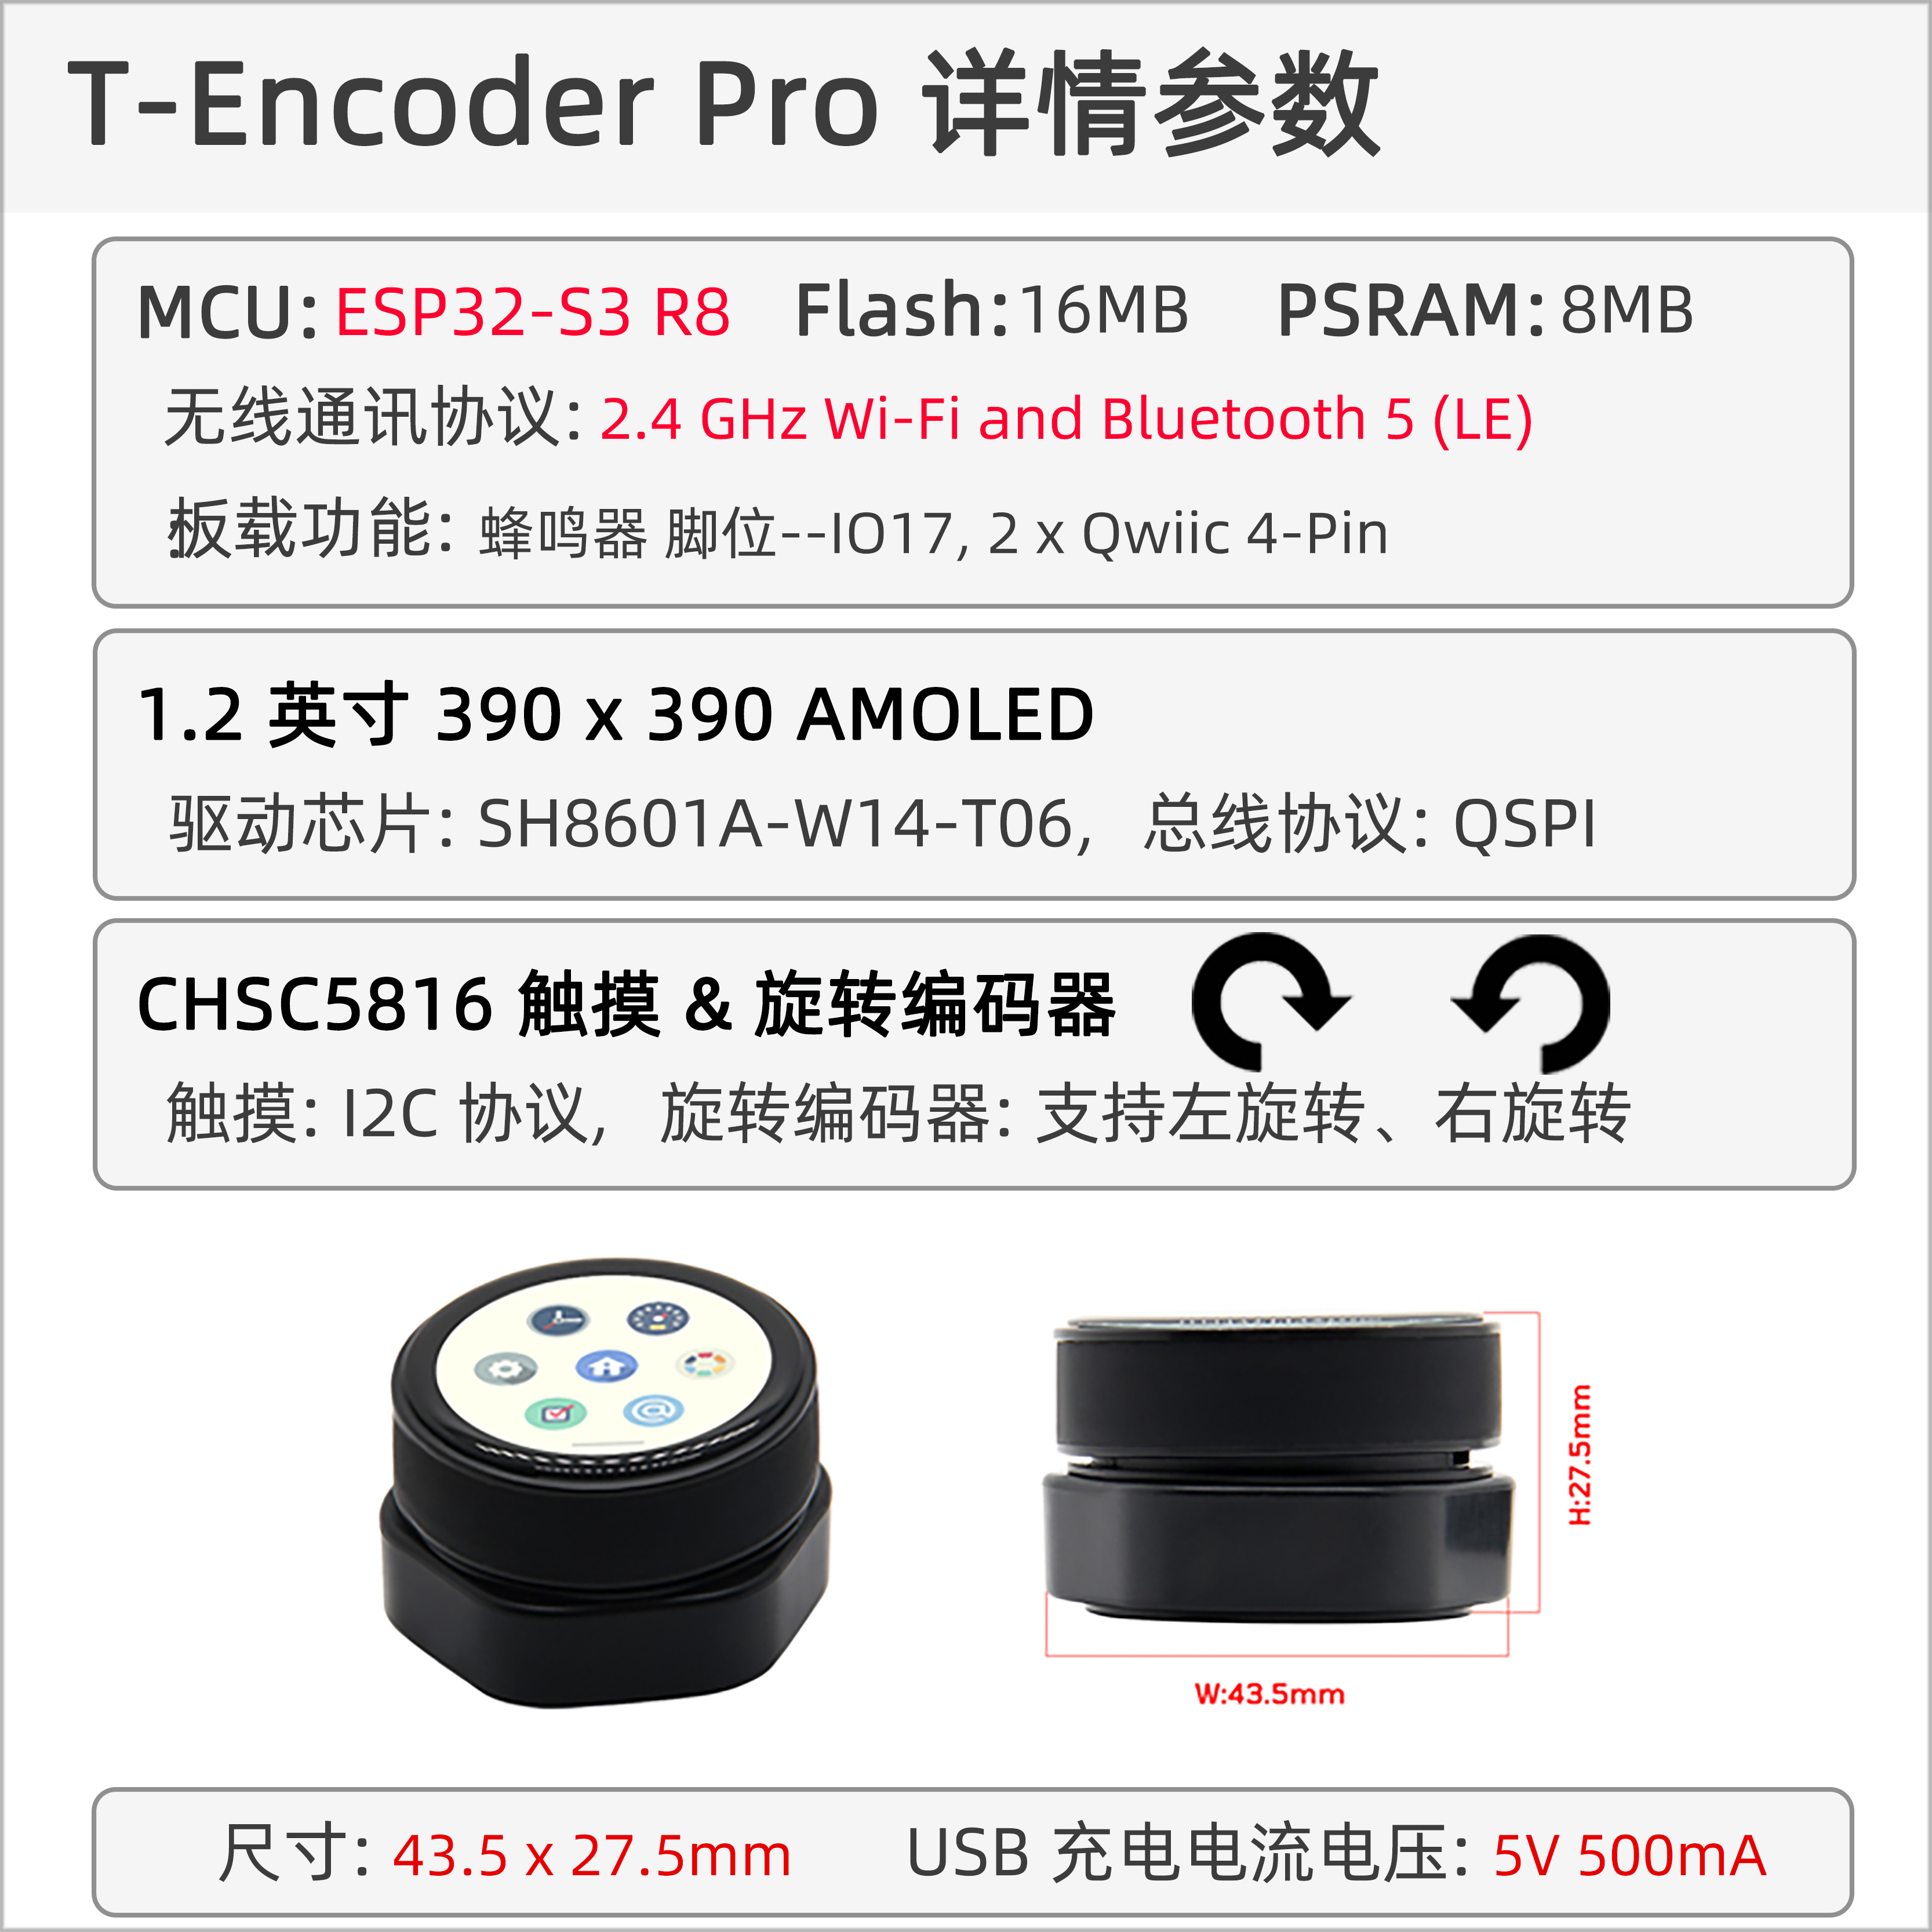 T-Encoder Pro 详情参数
MCU: ESP32-S3 R8 Flash:16MB PSRAM:8MB
无线通讯协议: 2.4 GHz Wi-Fi and Bluetooth 5 (LE)
板载功能: 蜂鸣器 脚位--IO17, 2 x Qwiic 4-Pin
1.2 英寸 390 x 390 AMOLED
驱动芯片: SH8601A-W14-T06, 总线协议: QSPI
CHSC5816 触摸 & 旋转编码器
触摸: I2C 协议, 旋转编码器: 支持左旋转、右旋转
H:27.5mm
W:43.5mm
尺寸: 43.5 x 27.5mm USB 充电电流电压: 5V 500mA